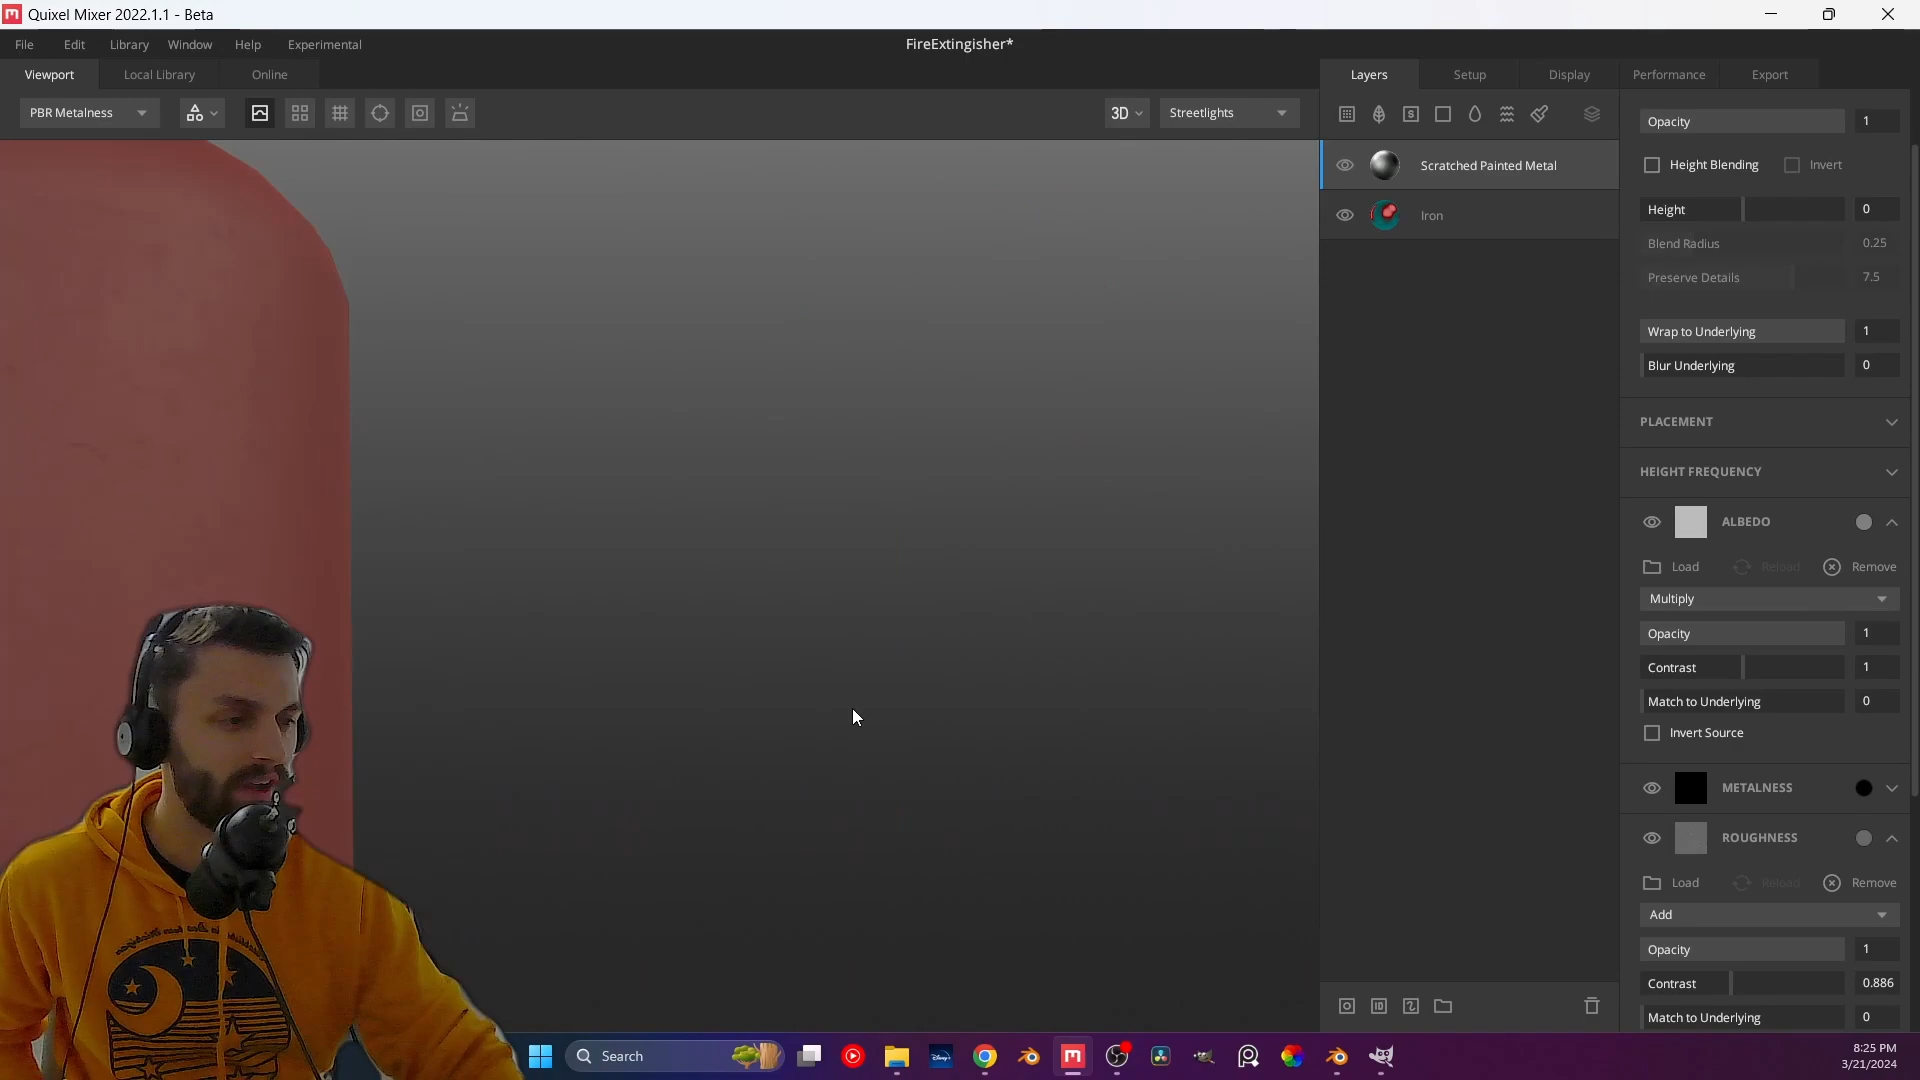 Quixel Mixer 2022.1.1 - Beta
File Edit Library Window Help Experimental
FireExtingisher*
Viewport Local Library Online
Layers Setup Display Performance Export
PBR Metalness
3D Streetlights
Scratched Painted Metal
Iron
Opacity 1
Height Blending Invert
Height 0
Blend Radius 0.25
Preserve Details 7.5
Wrap to Underlying 1
Blur Underlying 0
PLACEMENT
HEIGHT FREQUENCY
ALBEDO
Load Reload Remove
Multiply
Opacity 1
Contrast 1
Match to Underlying 0
Invert Source
METALNESS
ROUGHNESS
Load Reload Remove
Add
Opacity 1
Contrast 0.886
Match to Underlying 0
Search
Disney+
8:25 PM
3/21/2024